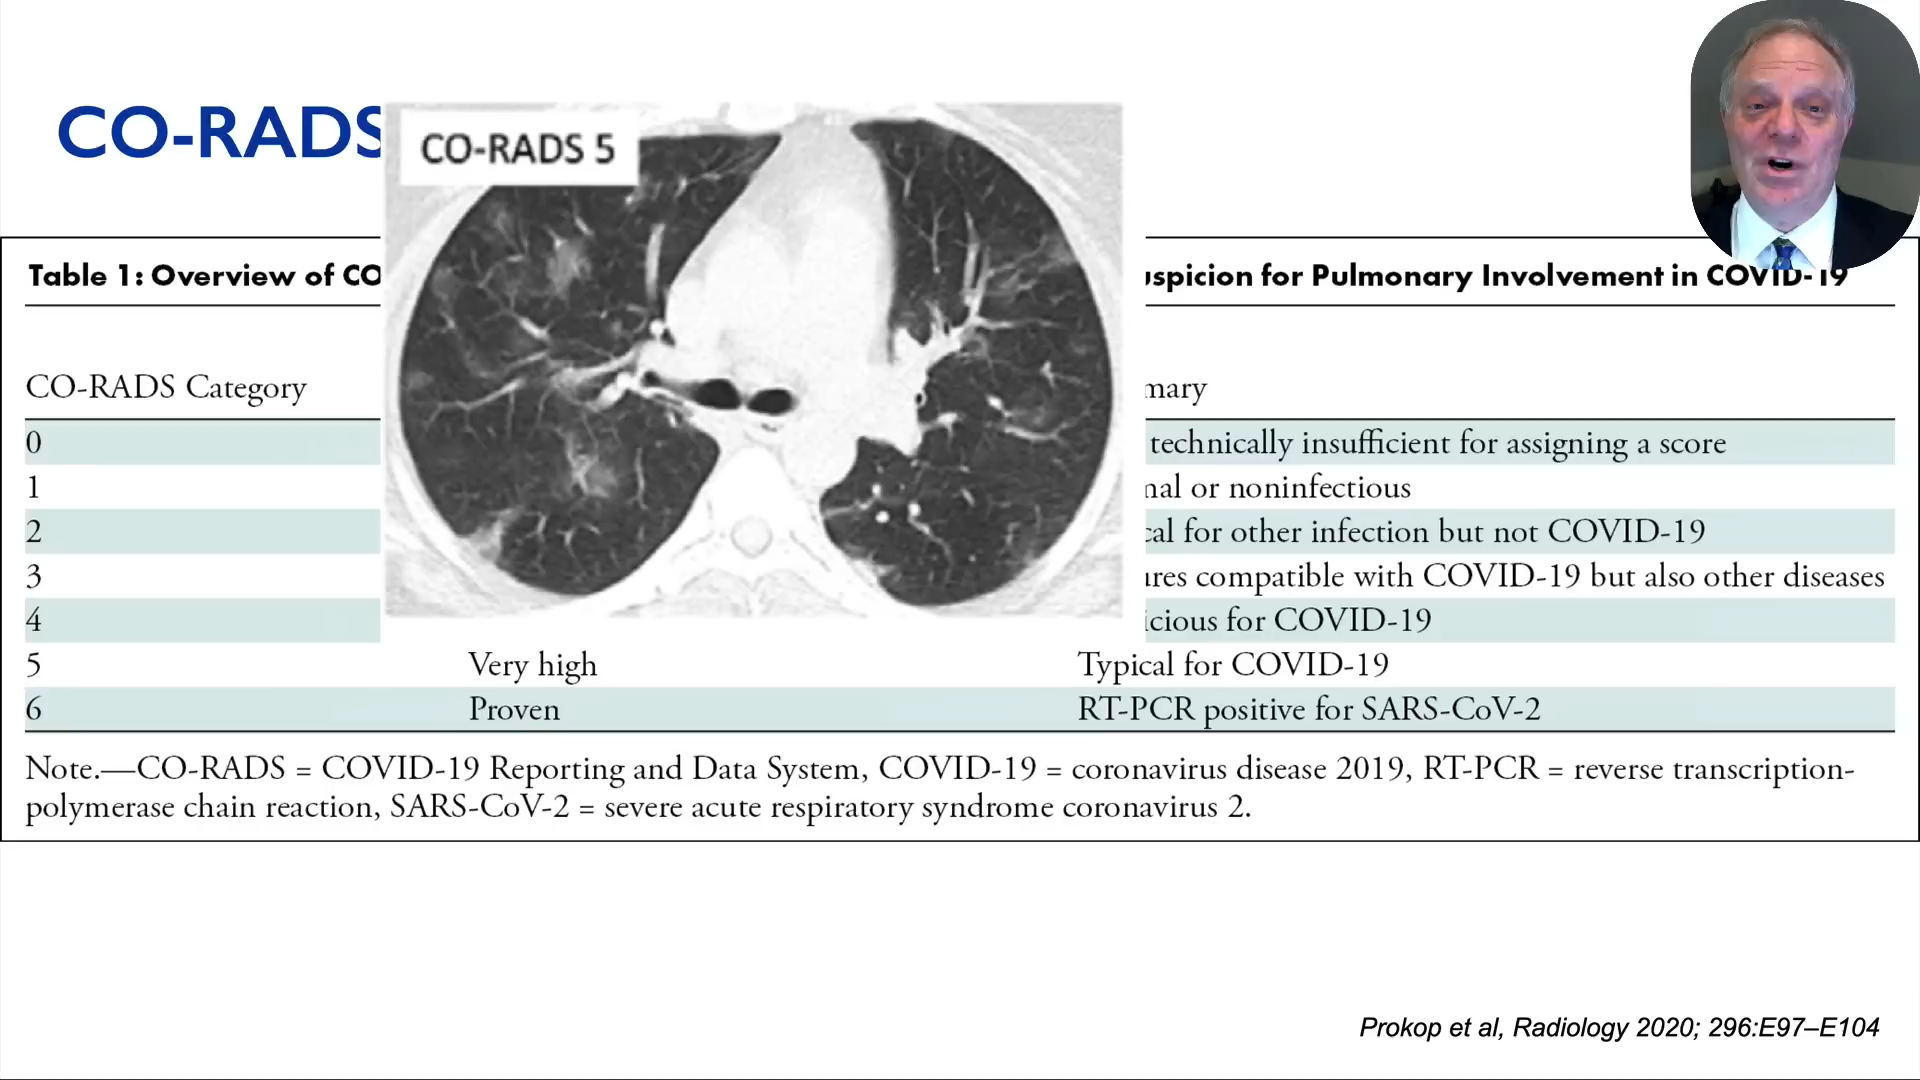 CO-RADS
CO-RADS 5
Table 1: Overview of CO
uspicion for Pulmonary Involvement in COVID-19
CO-RADS Category
mary
0
technically insufficient for assigning a score
1
nal or noninfectious
2
cal for other infection but not COVID-19
3
ures compatible with COVID-19 but also other diseases
4
icious for COVID-19
5 Very high Typical for COVID-19
6 Proven RT-PCR positive for SARS-CoV-2
Note.—CO-RADS = COVID-19 Reporting and Data System, COVID-19 = coronavirus disease 2019, RT-PCR = reverse transcription-
polymerase chain reaction, SARS-CoV-2 = severe acute respiratory syndrome coronavirus 2.
Prokop et al, Radiology 2020; 296:E97–E104